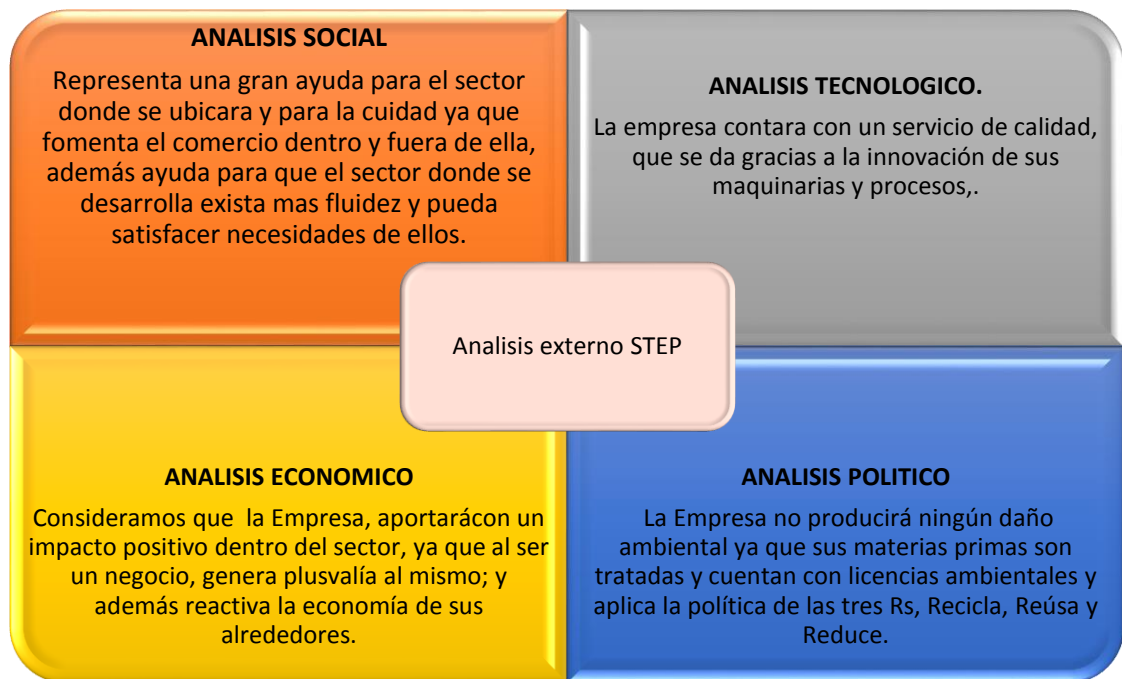 ANALISIS SOCIAL
Representa una gran ayuda para el sector
donde se ubicara y para la cuidad ya que
fomenta el comercio dentro y fuera de ella,
además ayuda para que el sector donde se
desarrolla exista mas fluidez y pueda
satisfacer necesidades de ellos.
ANALISIS TECNOLOGICO.
La empresa contara con un servicio de calidad,
que se da gracias a la innovación de sus
maquinarias y procesos,.
Analisis externo STEP
ANALISIS ECONOMICO
Consideramos que la Empresa, aportarácon un
impacto positivo dentro del sector, ya que al ser
un negocio, genera plusvalía al mismo; y
además reactiva la economía de sus
alrededores.
ANALISIS POLITICO
La Empresa no producirá ningún daño
ambiental ya que sus materias primas son
tratadas y cuentan con licencias ambientales y
aplica la política de las tres Rs, Recicla, Reúsa y
Reduce.